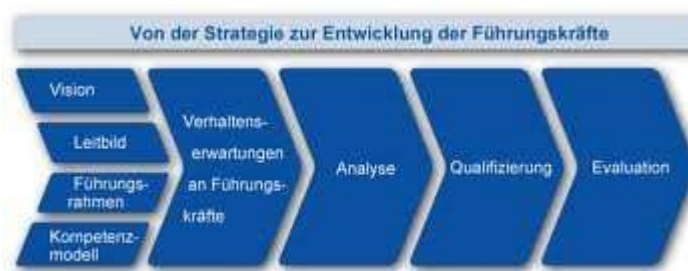 Von der Strategie zur Entwicklung der Führungskräfte
Vision
Leitbild
Führungs-
rahmen
Kompetenz-
modell
Verhaltens-
erwartungen
an Führungs-
kräfte
Analyse
Qualifizierung
Evaluation